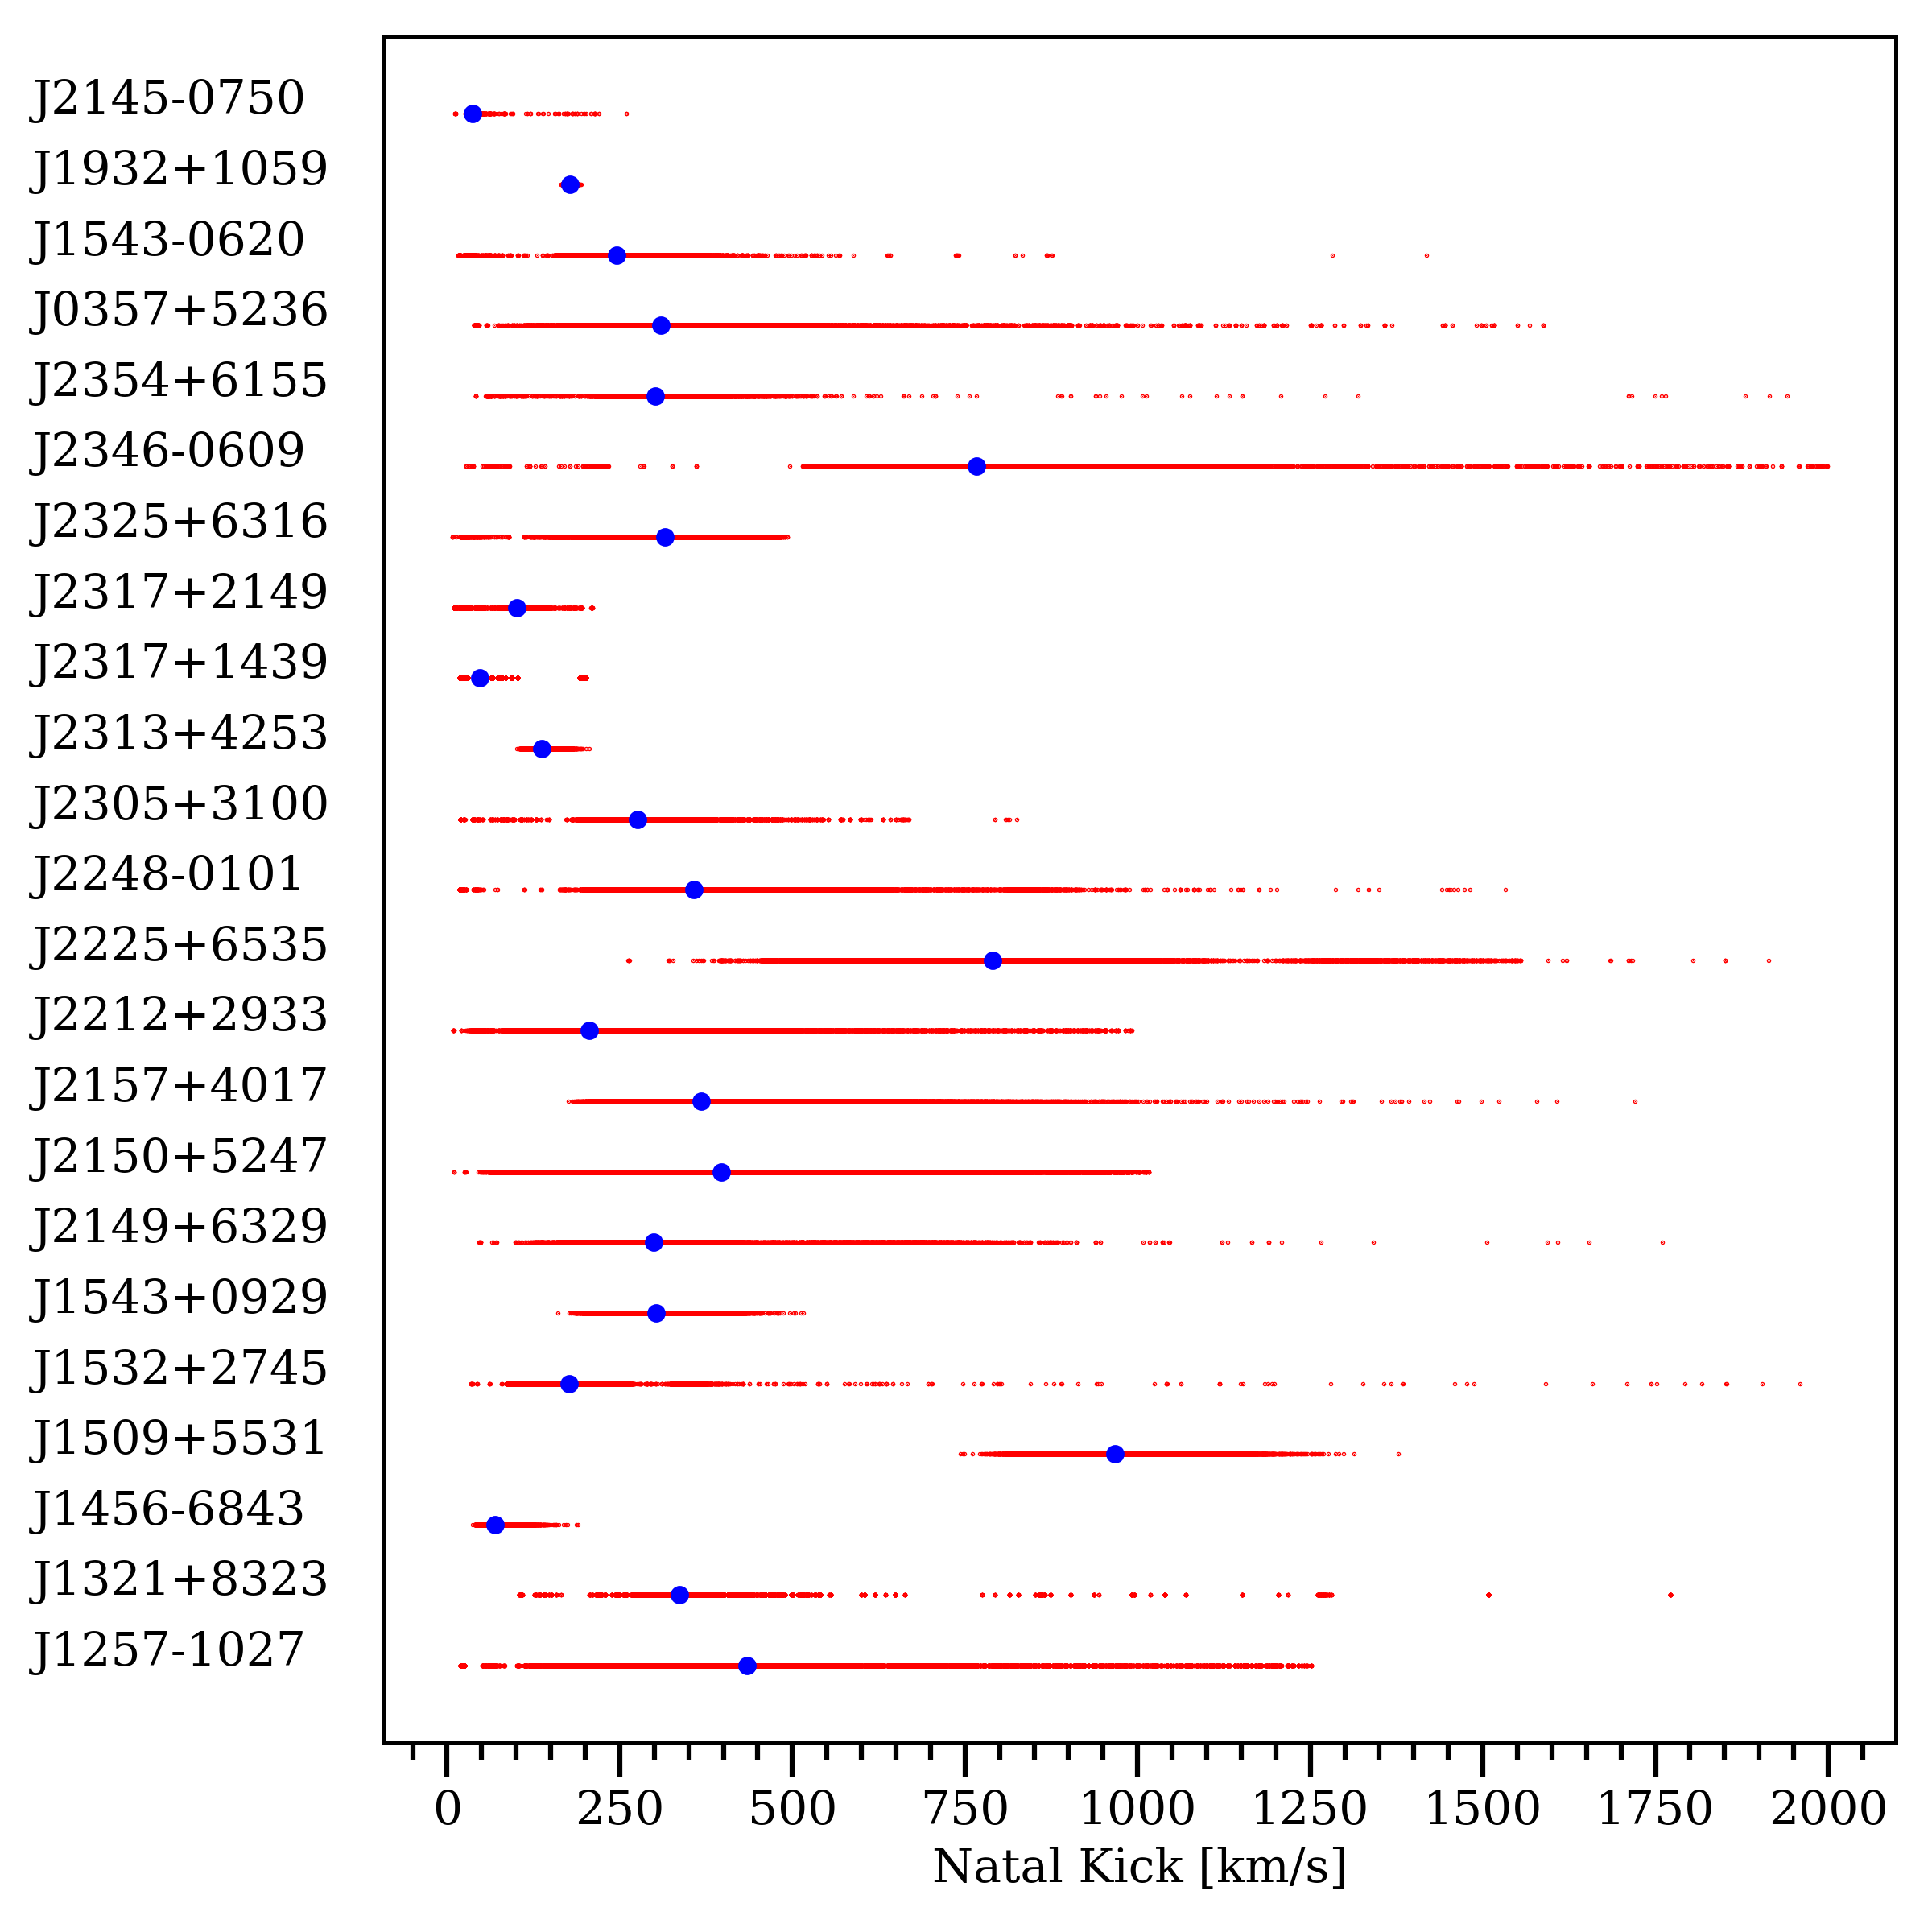 J2145-0750
J1932+1059
J1543-0620
J0357+5236
J2354+6155
J2346-0609
J2325+6316
J2317+2149
J2317+1439
J2313+4253
J2305+3100
J2248-0101
J2225+6535
J2212+2933
J2157+4017
J2150+5247
J2149+6329
J1543+0929
J1532+2745
J1509+5531
J1456-6843
J1321+8323
J1257-1027
0 250 500 750 1000 1250 1500 1750 2000
Natal Kick [km/s]